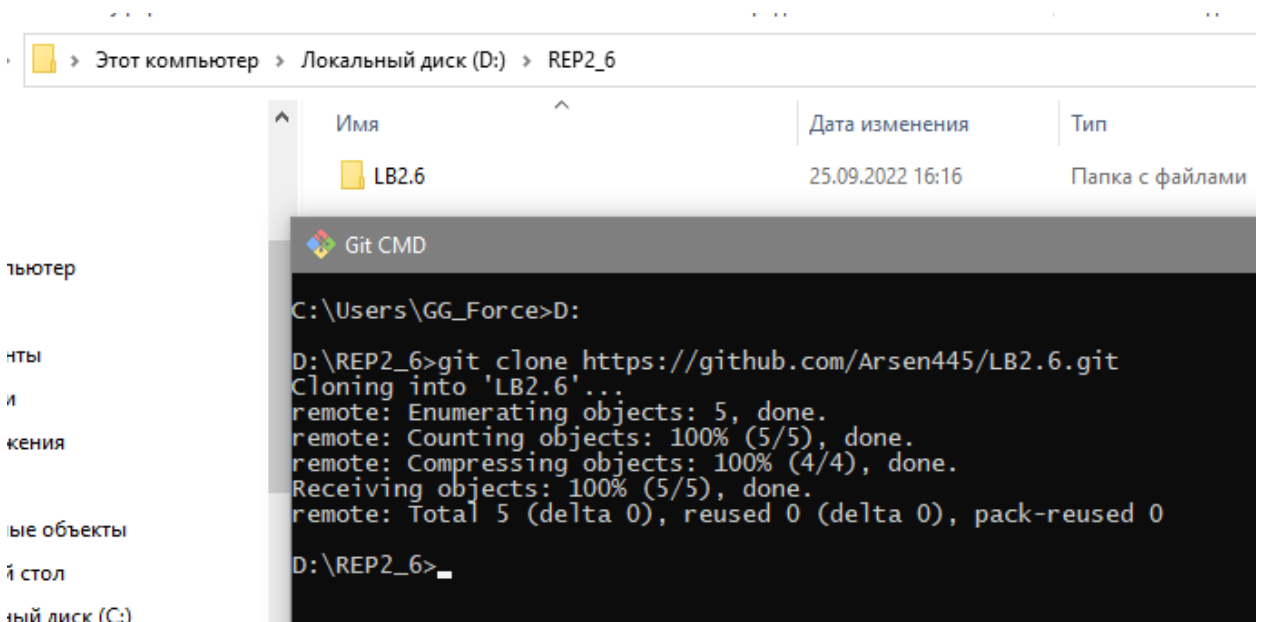 Этот компьютер > Локальный диск (D:) > REP2_6
Имя Дата изменения Тип
LB2.6 25.09.2022 16:16 Папка с файлами
Git CMD
C:\Users\GG_Force>D:
D:\REP2_6>git clone https://github.com/Arsen445/LB2.6.git
Cloning into 'LB2.6'...
remote: Enumerating objects: 5, done.
remote: Counting objects: 100% (5/5), done.
remote: Compressing objects: 100% (4/4), done.
Receiving objects: 100% (5/5), done.
remote: Total 5 (delta 0), reused 0 (delta 0), pack-reused 0
D:\REP2_6>
пьютер
нты
и
жения
ые объекты
й стол
ный диск (C:)